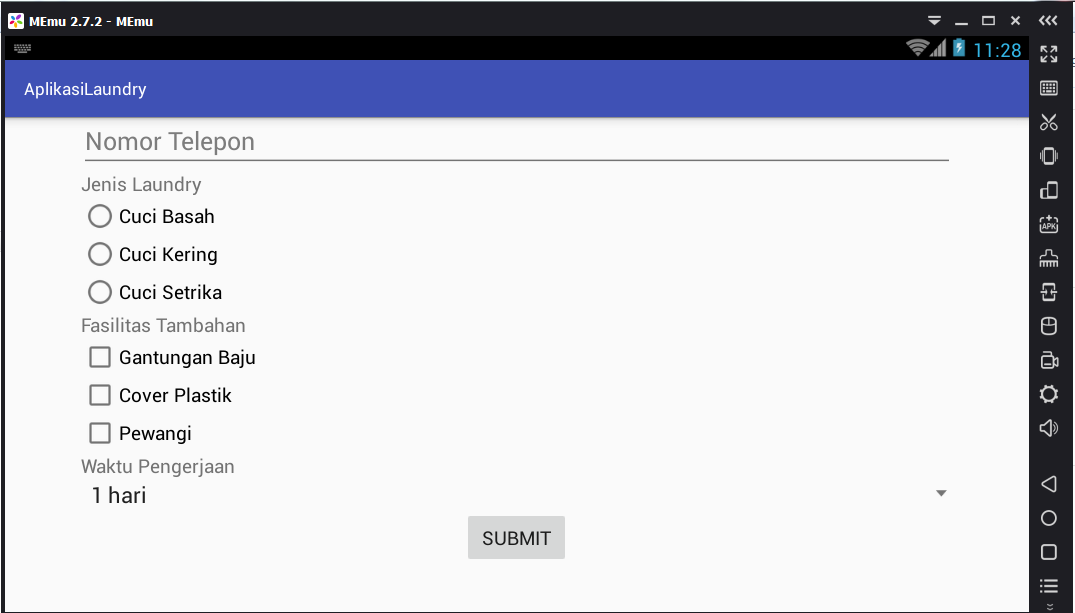 MEmu 2.7.2 - MEmu
11:28
AplikasiLaundry
Nomor Telepon
Jenis Laundry
Cuci Basah
Cuci Kering
Cuci Setrika
Fasilitas Tambahan
Gantungan Baju
Cover Plastik
Pewangi
Waktu Pengerjaan
1 hari
SUBMIT
APK